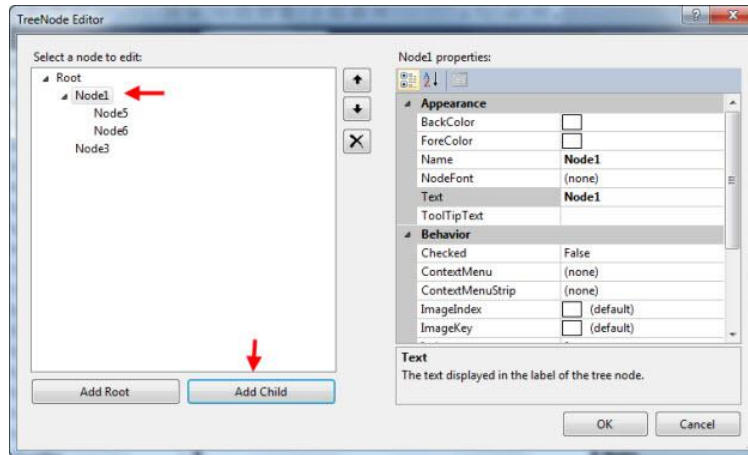 TreeNode Editor
Select a node to edit:
Root
Node1
Node5
Node6
Node3
Add Root
Add Child
Node1 properties:
Appearance
BackColor
ForeColor
Name Node1
NodeFont (none)
Text Node1
ToolTipText
Behavior
Checked False
ContextMenu (none)
ContextMenuStrip (none)
ImageIndex (default)
ImageKey (default)
Text
The text displayed in the label of the tree node.
OK
Cancel